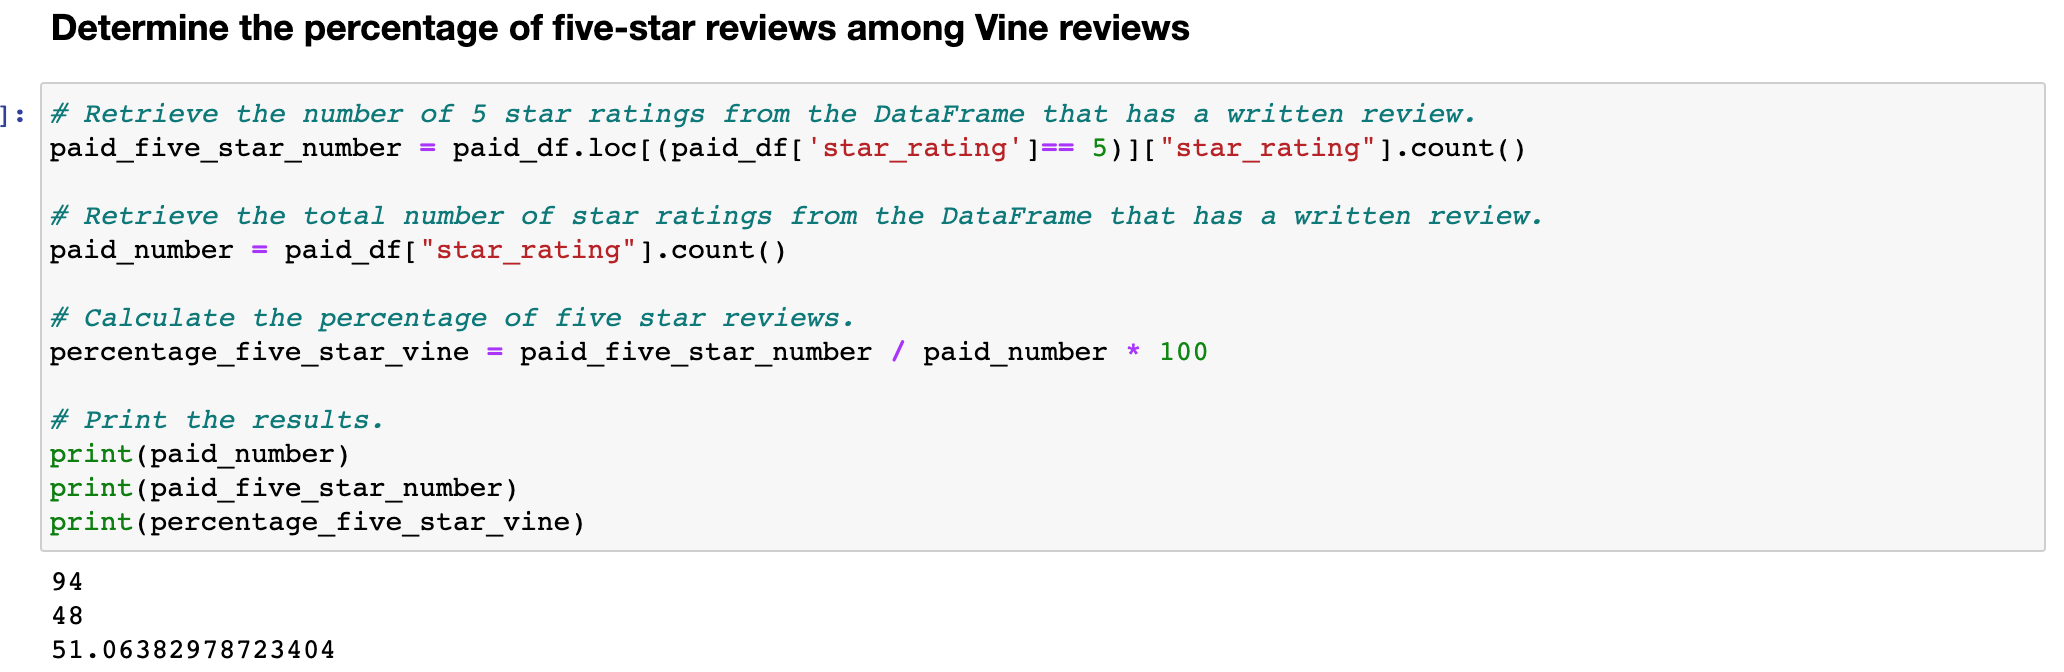 Determine the percentage of five-star reviews among Vine reviews
]:
# Retrieve the number of 5 star ratings from the DataFrame that has a written review.
paid_five_star_number = paid_df.loc[(paid_df['star_rating']== 5)]["star_rating"].count()
# Retrieve the total number of star ratings from the DataFrame that has a written review.
paid_number = paid_df["star_rating"].count()
# Calculate the percentage of five star reviews.
percentage_five_star_vine = paid_five_star_number / paid_number * 100
# Print the results.
print(paid_number)
print(paid_five_star_number)
print(percentage_five_star_vine)
94
48
51.06382978723404